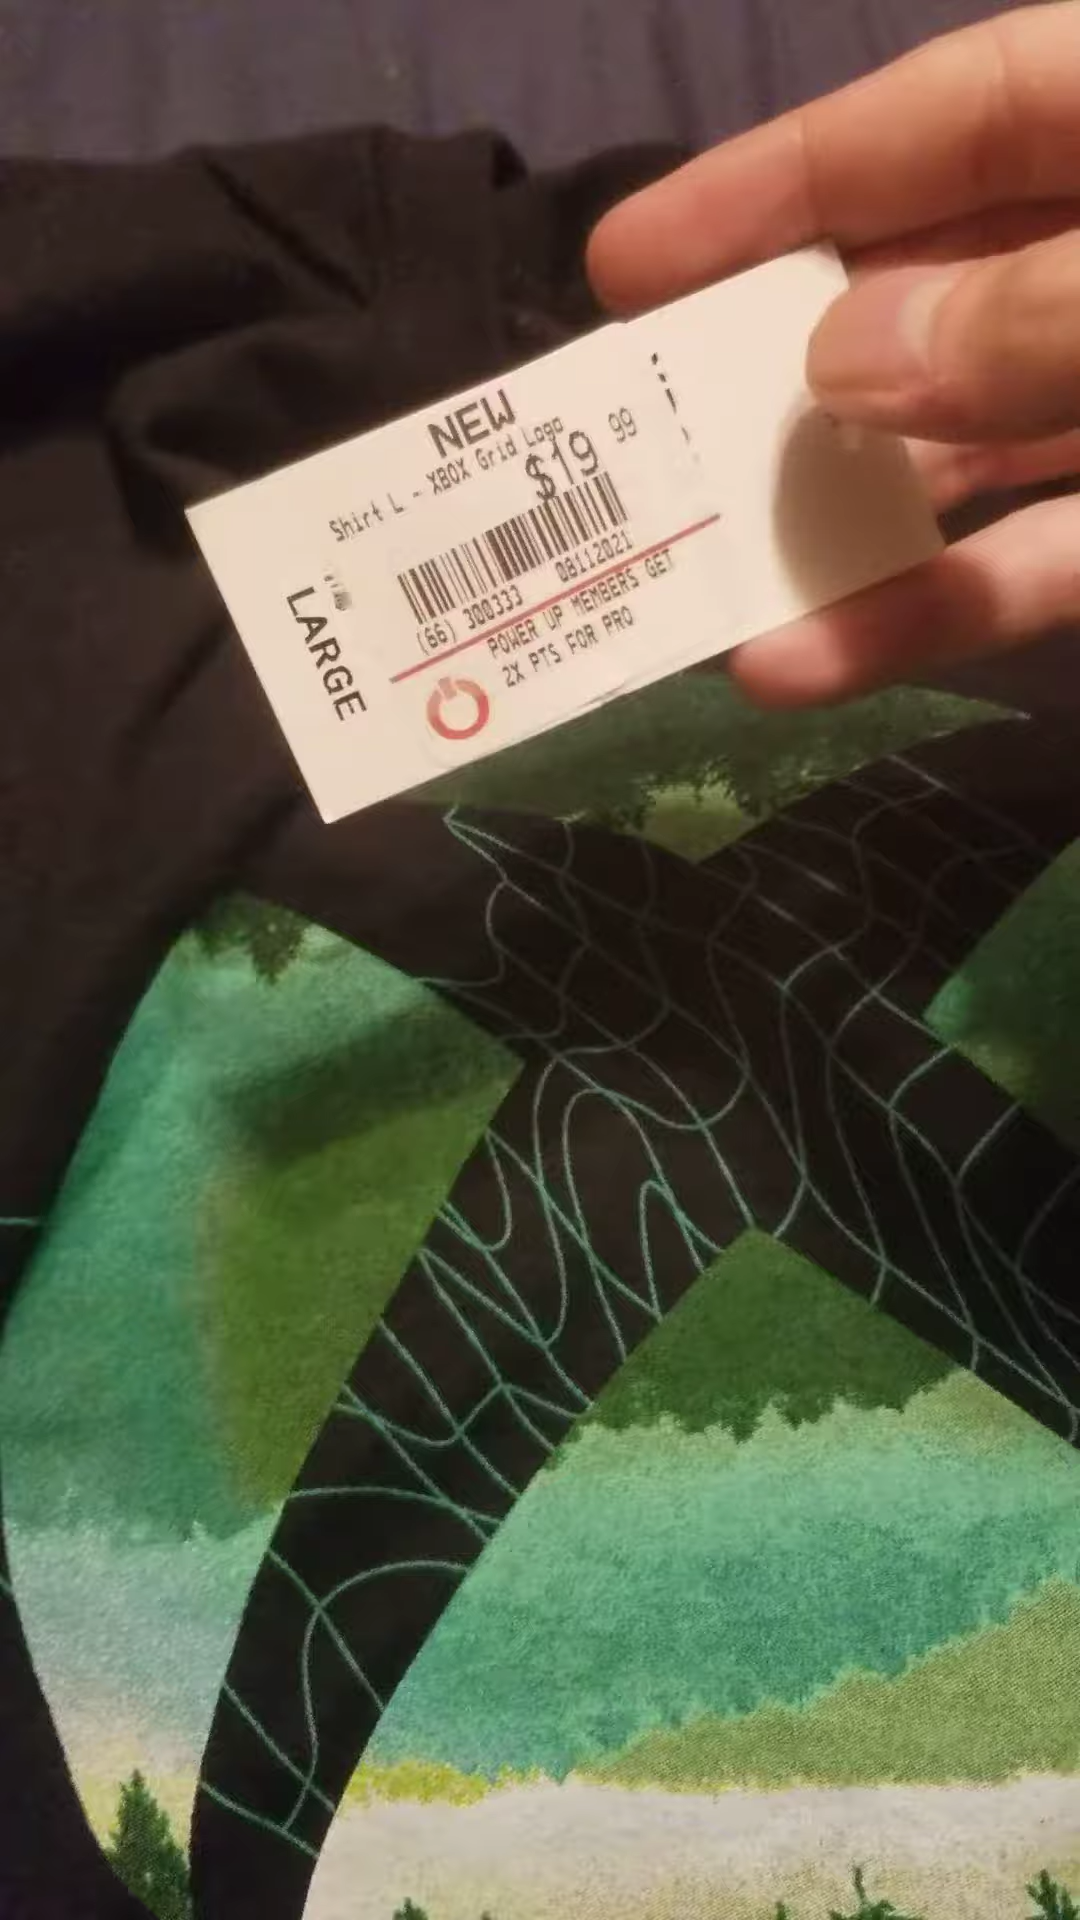 NEW
Shirt L - XBOX Grid Logo
$19 99
(66) 300333 08112021
POWER UP MEMBERS GET
2X PTS FOR PRO
LARGE